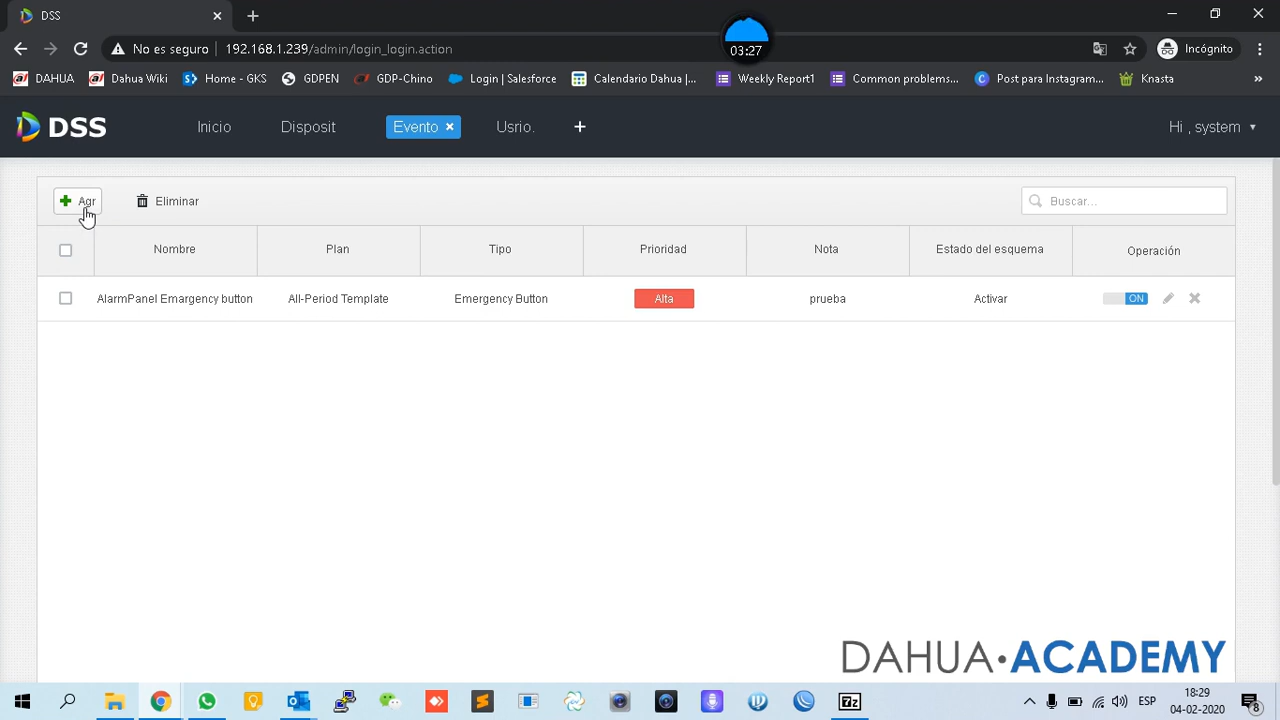 DSS
03:27
No es seguro
192.168.1.239/admin/login_login.action
Incógnito
DAHUA
Dahua Wiki
Home - GKS
GDPEN
GDP-Chino
Login | Salesforce
Calendario Dahua |...
Weekly Report1
Common problems...
Post para Instagram...
Knasta
»
DSS
Inicio
Disposit
Evento
Usrio.
Hi , system
Agr
Eliminar
Buscar...
Nombre
Plan
Tipo
Prioridad
Nota
Estado del esquema
Operación
AlarmPanel Emargency button
All-Period Template
Emergency Button
Alta
prueba
Activar
ON
DAHUA·ACADEMY
ESP
18:29
04-02-2020
8
7z